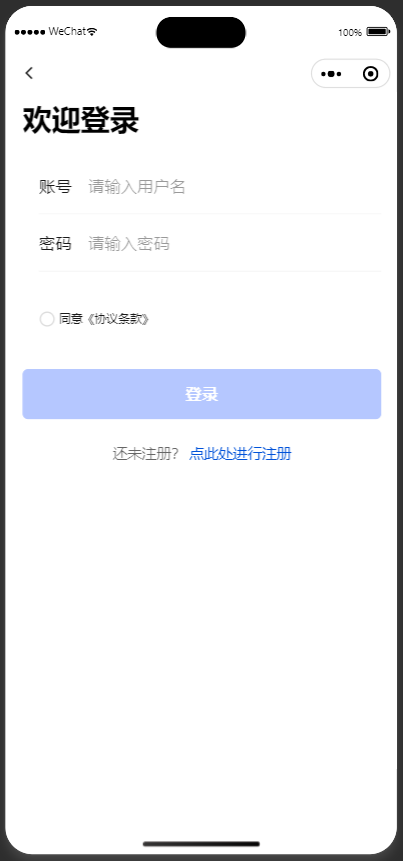 WeChat 100%
欢迎登录
账号 请输入用户名
密码 请输入密码
同意《协议条款》
登录
还未注册？ 点此处进行注册